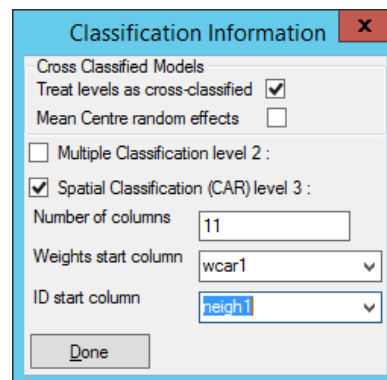 Classification Information x
Cross Classified Models
Treat levels as cross-classified
Mean Centre random effects
Multiple Classification level 2 :
Spatial Classification (CAR) level 3 :
Number of columns 11
Weights start column wcar1
ID start column neigh1
Done